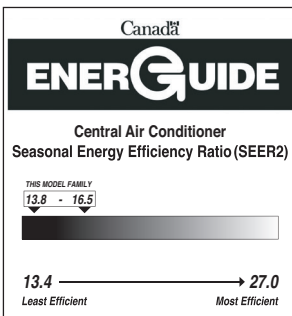 Canada
ENERGUIDE
Central Air Conditioner
Seasonal Energy Efficiency Ratio (SEER2)
THIS MODEL FAMILY
13.8 - 16.5
13.4 27.0
Least Efficient Most Efficient